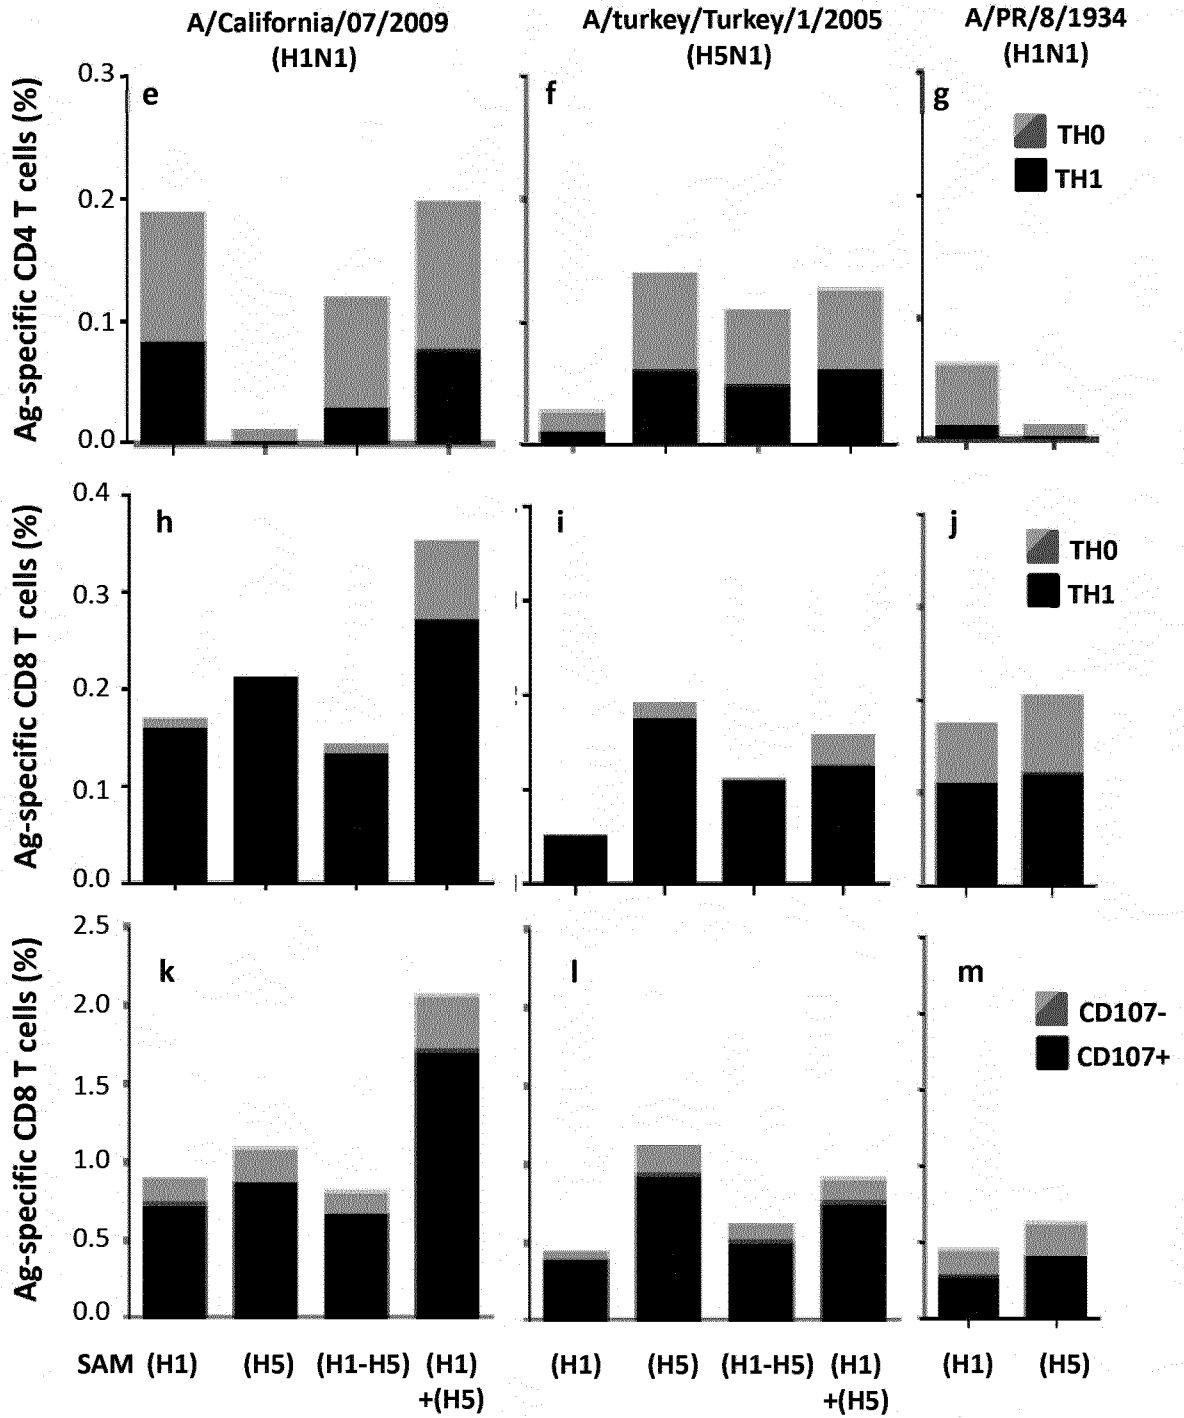 A/California/07/2009
(H1N1)
A/turkey/Turkey/1/2005
(H5N1)
A/PR/8/1934
(H1N1)
Ag-specific CD4 T cells (%)
0.3
0.2
0.1
0.0
e
f
g
TH0
TH1
Ag-specific CD8 T cells (%)
0.4
0.3
0.2
0.1
0.0
h
i
j
TH0
TH1
Ag-specific CD8 T cells (%)
2.5
2.0
1.5
1.0
0.5
0.0
k
l
m
CD107-
CD107+
SAM (H1) (H5) (H1-H5) (H1)
+(H5)
(H1) (H5) (H1-H5) (H1)
+(H5)
(H1) (H5)